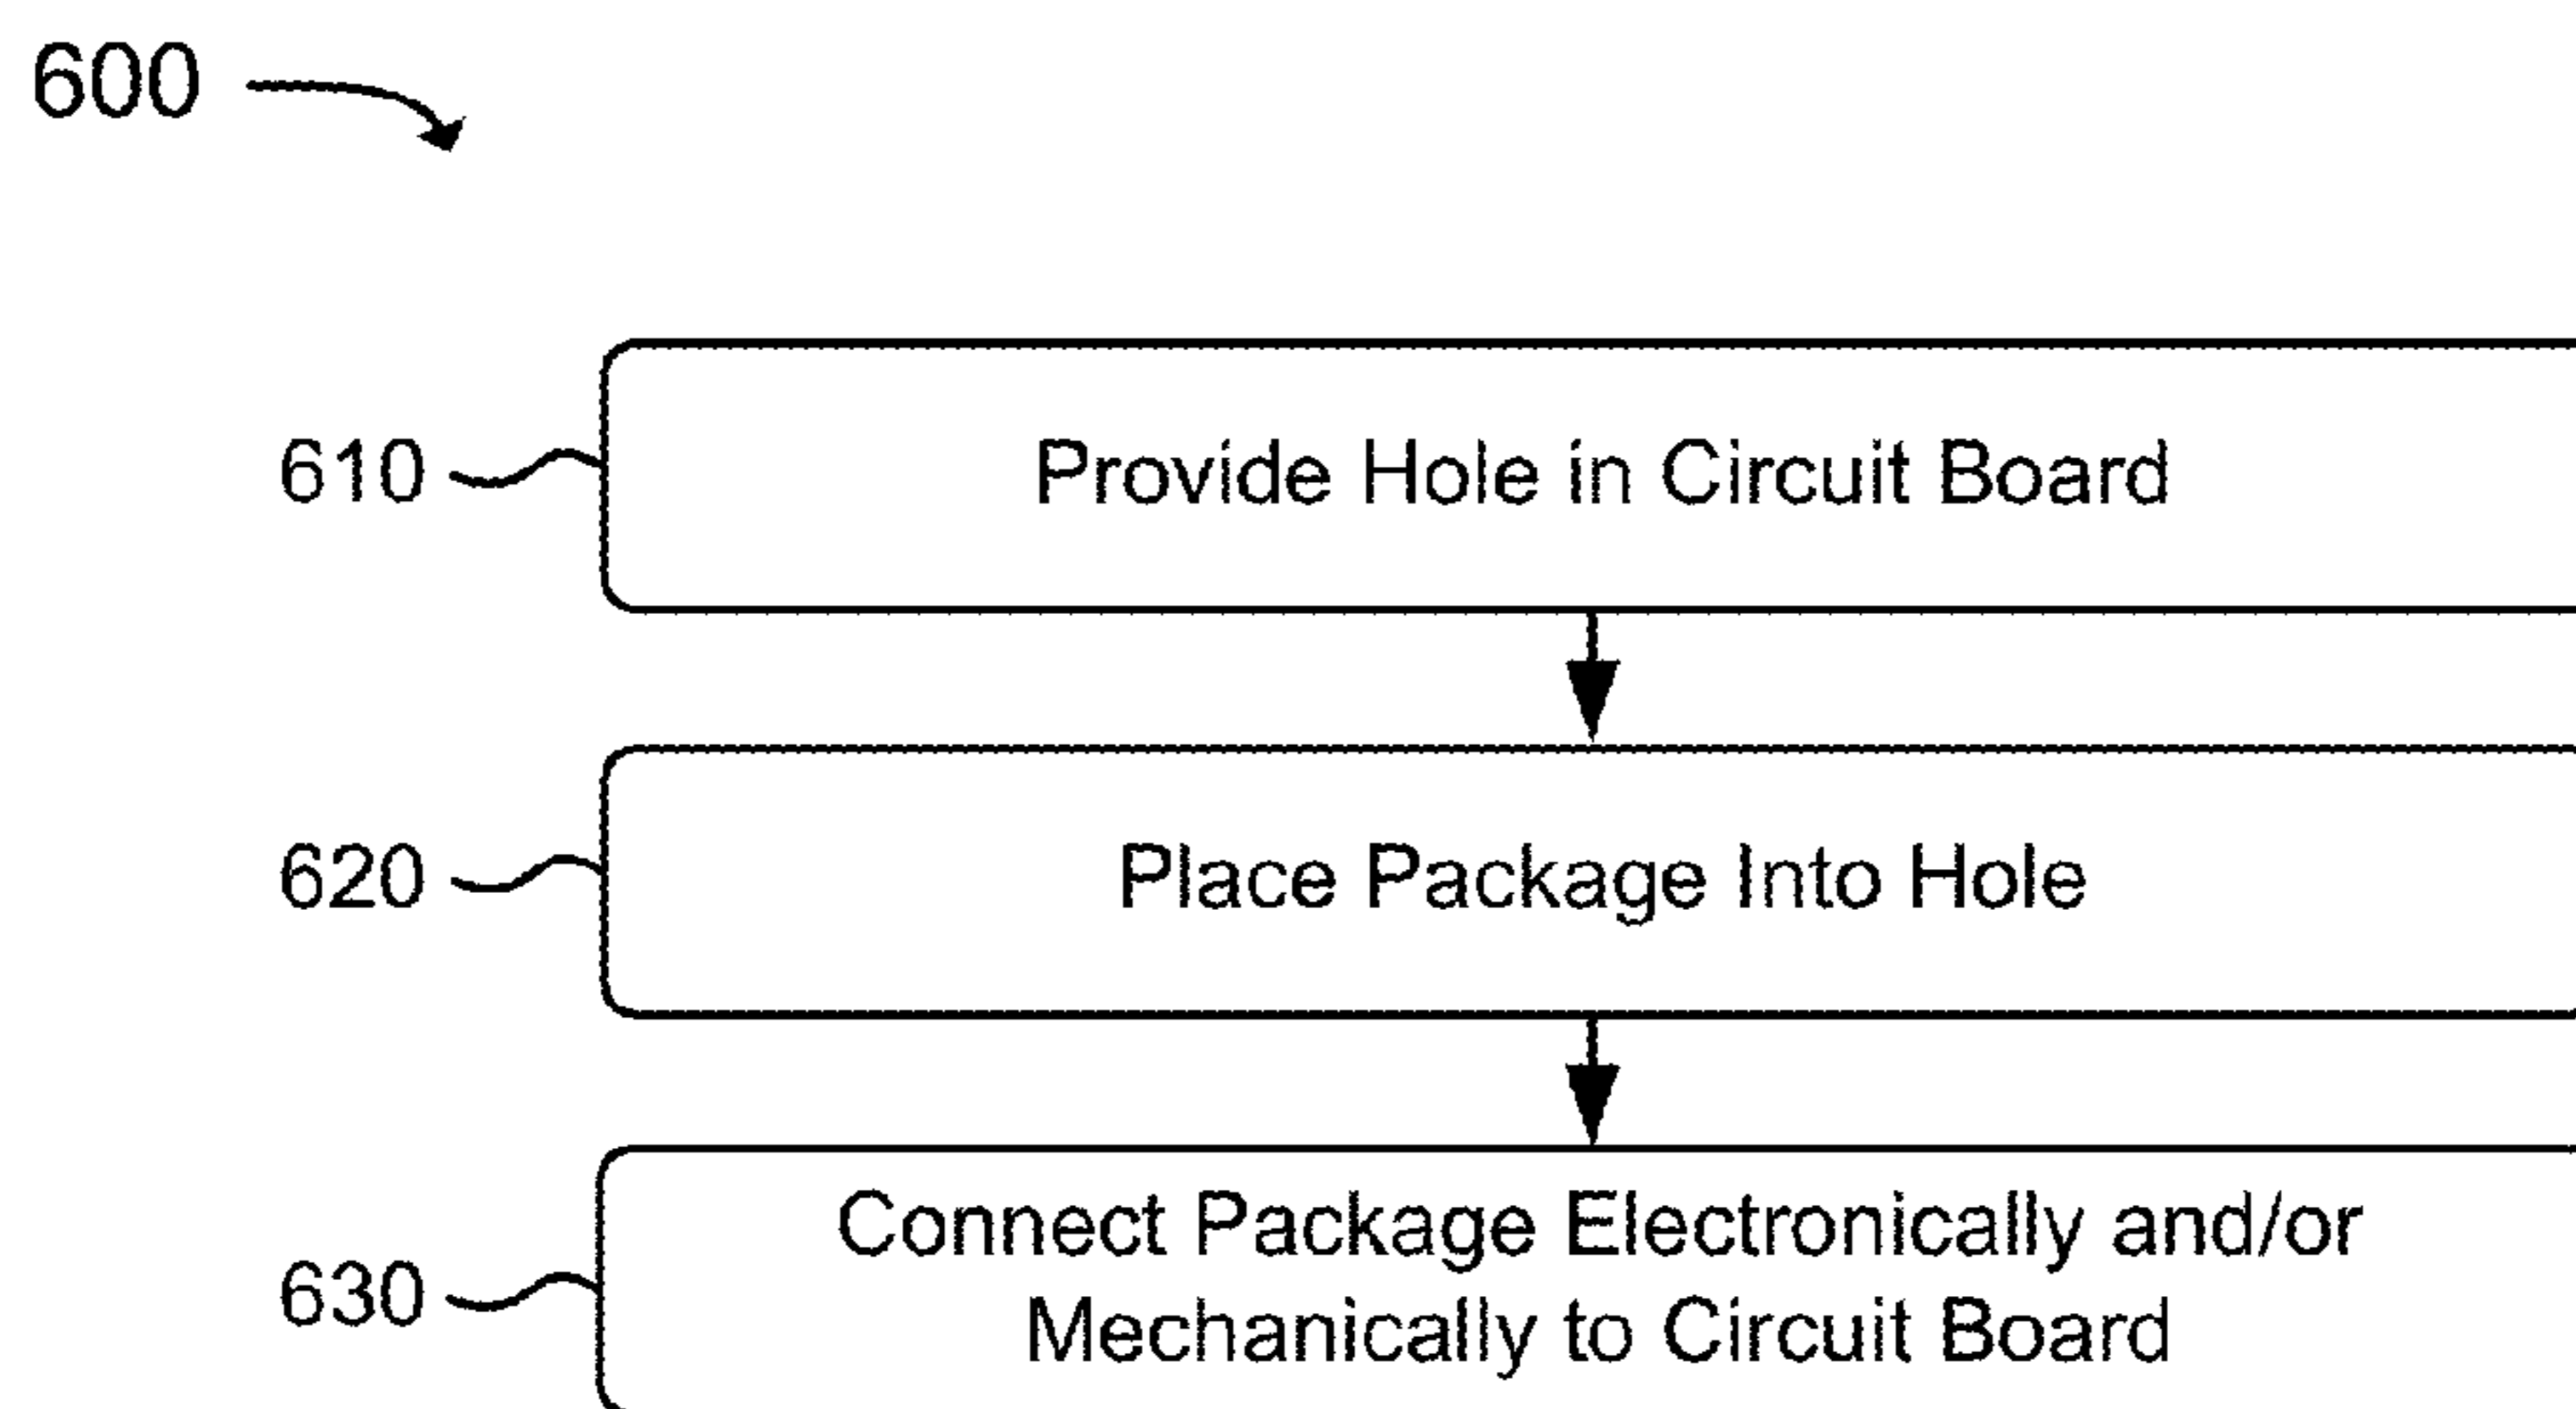 600
610
Provide Hole in Circuit Board
620
Place Package Into Hole
630
Connect Package Electronically and/or
Mechanically to Circuit Board